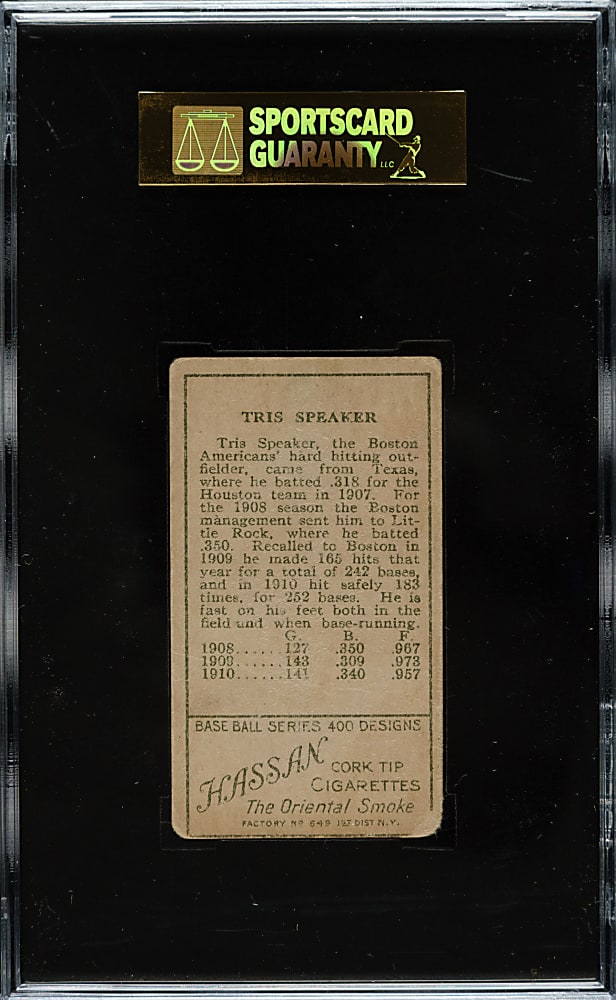 SPORTSCARD
GUARANTY LLC
TRIS SPEAKER
Tris Speaker, the Boston
Americans' hard hitting out-
fielder, came from Texas,
where he batted .318 for the
Houston team in 1907. For
the 1908 season the Boston
management sent him to Lit-
tle Rock, where he batted
.350. Recalled to Boston in
1909 he made 165 hits that
year for a total of 242 bases,
and in 1910 hit safely 183
times, for 252 bases. He is
fast on his feet both in the
field and when base-running.
G. B. F.
1908......127 .350 .967
1909......143 .309 .973
1910......141 .340 .957
BASE BALL SERIES 400 DESIGNS
HASSAN
CORK TIP
CIGARETTES
The Oriental Smoke
FACTORY Nº 649 1ST DIST N.Y.